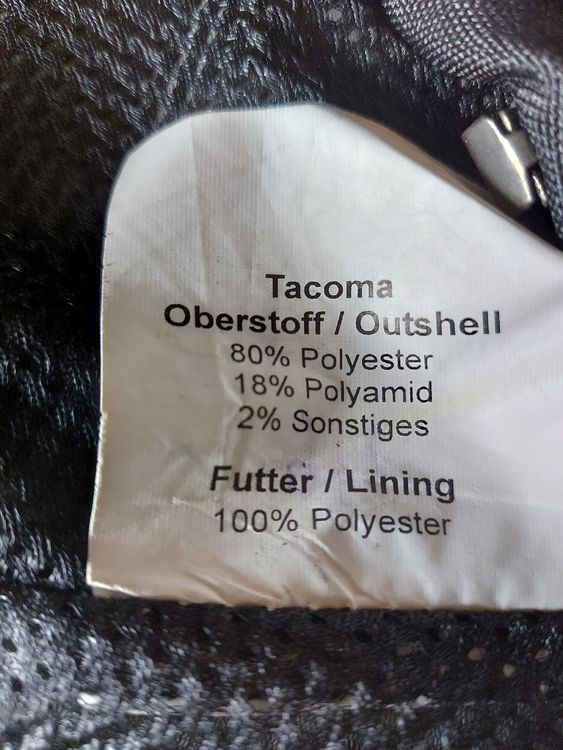 Tacoma
Oberstoff / Outshell
80% Polyester
18% Polyamid
2% Sonstiges
Futter / Lining
100% Polyester